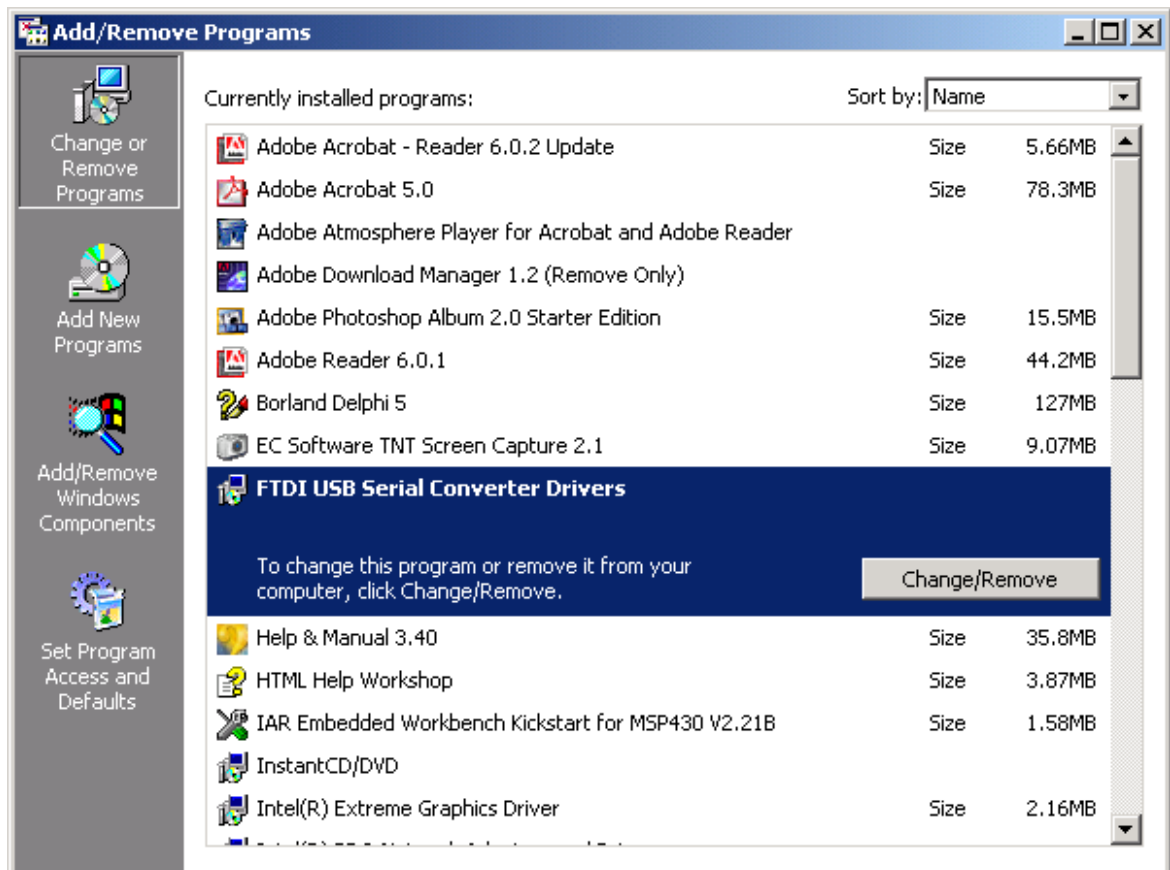 Add/Remove Programs
Change or
Remove
Programs
Add New
Programs
Add/Remove
Windows
Components
Set Program
Access and
Defaults
Currently installed programs:
Sort by: Name
Adobe Acrobat - Reader 6.0.2 Update Size 5.66MB
Adobe Acrobat 5.0 Size 78.3MB
Adobe Atmosphere Player for Acrobat and Adobe Reader
Adobe Download Manager 1.2 (Remove Only)
Adobe Photoshop Album 2.0 Starter Edition Size 15.5MB
Adobe Reader 6.0.1 Size 44.2MB
Borland Delphi 5 Size 127MB
EC Software TNT Screen Capture 2.1 Size 9.07MB
FTDI USB Serial Converter Drivers
To change this program or remove it from your
computer, click Change/Remove.
Change/Remove
Help & Manual 3.40 Size 35.8MB
HTML Help Workshop Size 3.87MB
IAR Embedded Workbench Kickstart for MSP430 V2.21B Size 1.58MB
InstantCD/DVD
Intel(R) Extreme Graphics Driver Size 2.16MB